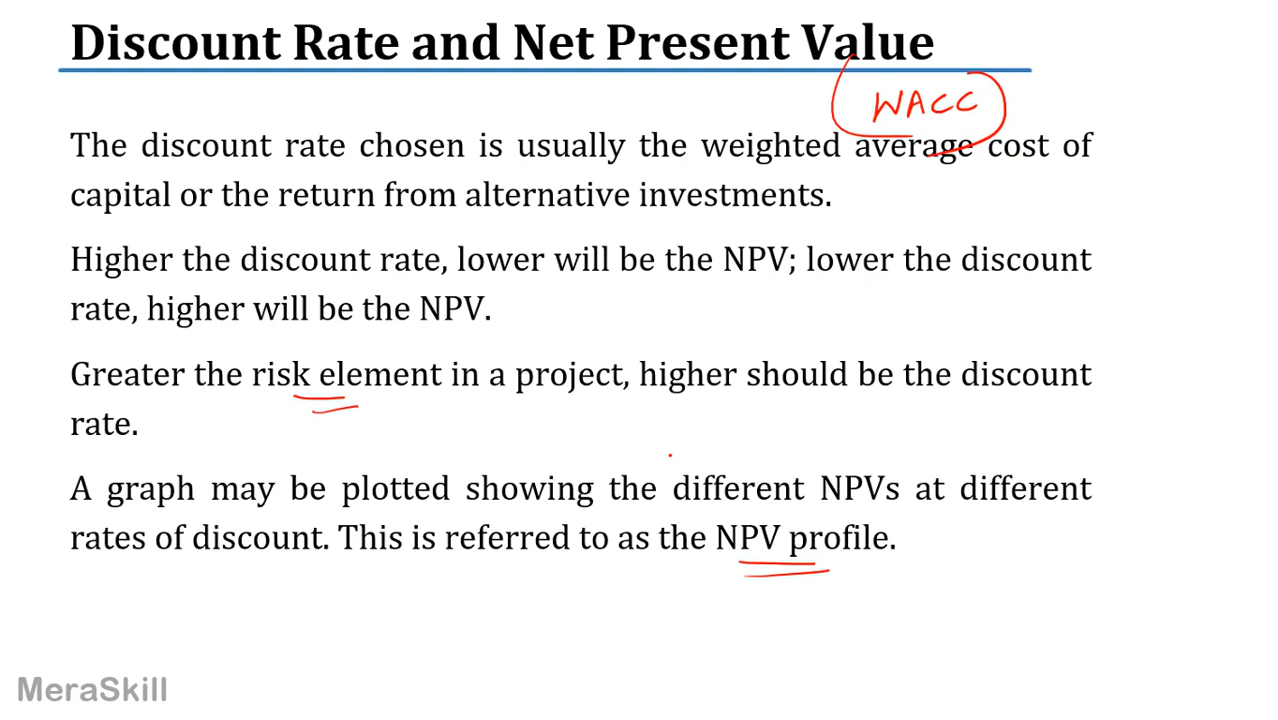 Discount Rate and Net Present Value
WACC
The discount rate chosen is usually the weighted average cost of
capital or the return from alternative investments.
Higher the discount rate, lower will be the NPV; lower the discount
rate, higher will be the NPV.
Greater the risk element in a project, higher should be the discount
rate.
A graph may be plotted showing the different NPVs at different
rates of discount. This is referred to as the NPV profile.
MeraSkill